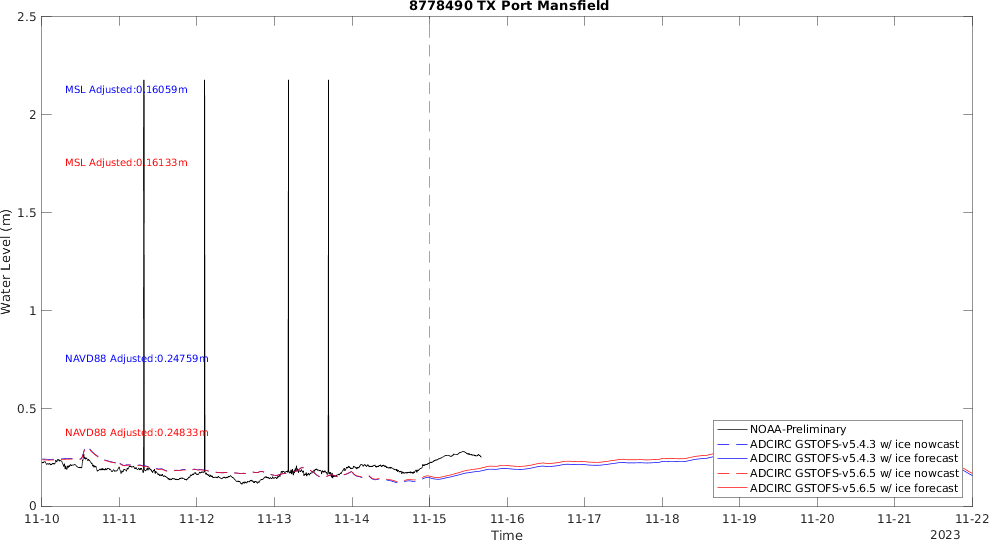 8778490 TX Port Mansfield
2.5
MSL Adjusted:0.16059m
2
MSL Adjusted:0.16133m
1.5
Water Level (m)
1
NAVD88 Adjusted:0.24759m
0.5
NAVD88 Adjusted:0.24833m
NOAA-Preliminary
ADCIRC GSTOFS-v5.4.3 w/ ice nowcast
ADCIRC GSTOFS-v5.4.3 w/ ice forecast
ADCIRC GSTOFS-v5.6.5 w/ ice nowcast
ADCIRC GSTOFS-v5.6.5 w/ ice forecast
0
11-10 11-11 11-12 11-13 11-14 11-15 11-16 11-17 11-18 11-19 11-20 11-21 11-22
Time
2023